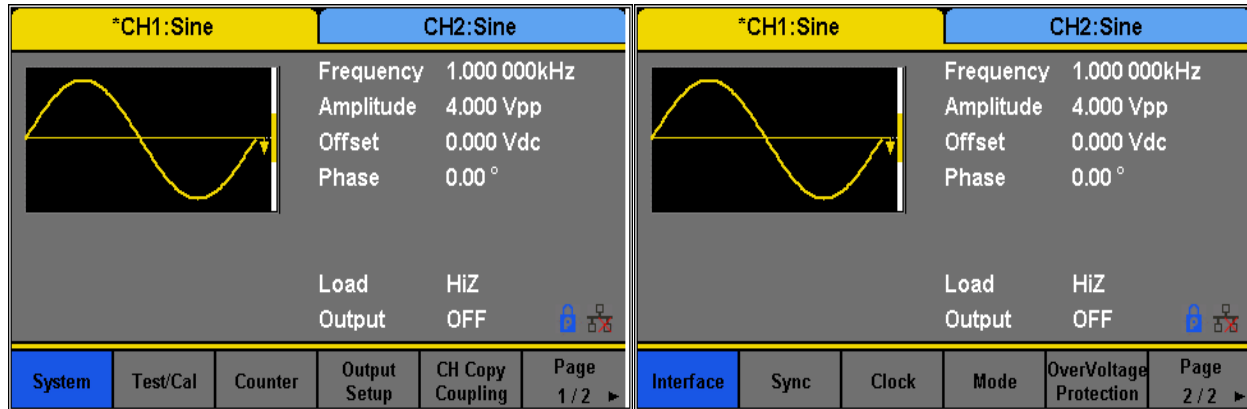 *CH1:Sine
CH2:Sine
Frequency 1.000 000kHz
Amplitude 4.000 Vpp
Offset 0.000 Vdc
Phase 0.00 °
Load HiZ
Output OFF
P
System
Test/Cal
Counter
Output
Setup
CH Copy
Coupling
Page
1 / 2 ►
*CH1:Sine
CH2:Sine
Frequency 1.000 000kHz
Amplitude 4.000 Vpp
Offset 0.000 Vdc
Phase 0.00 °
Load HiZ
Output OFF
P
Interface
Sync
Clock
Mode
OverVoltage
Protection
Page
2 / 2 ►